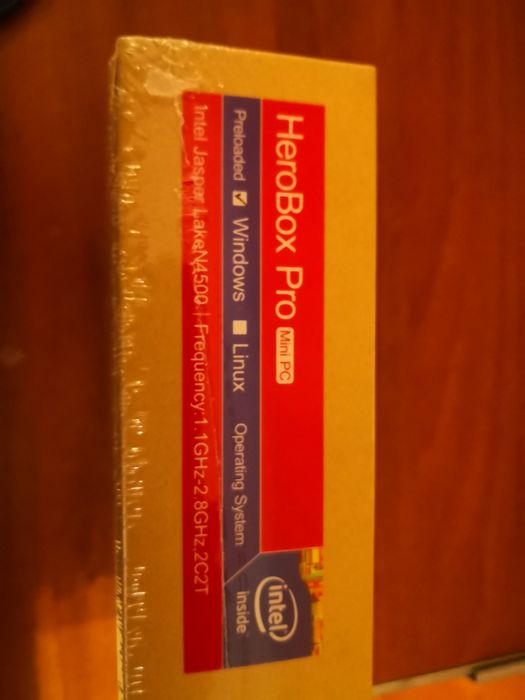 HeroBox Pro Mini PC
Preloaded Windows Linux Operating System
Intel Jasper LakeN4500 | Frequency:1.1GHz-2.8GHz,2C2T
intel
inside